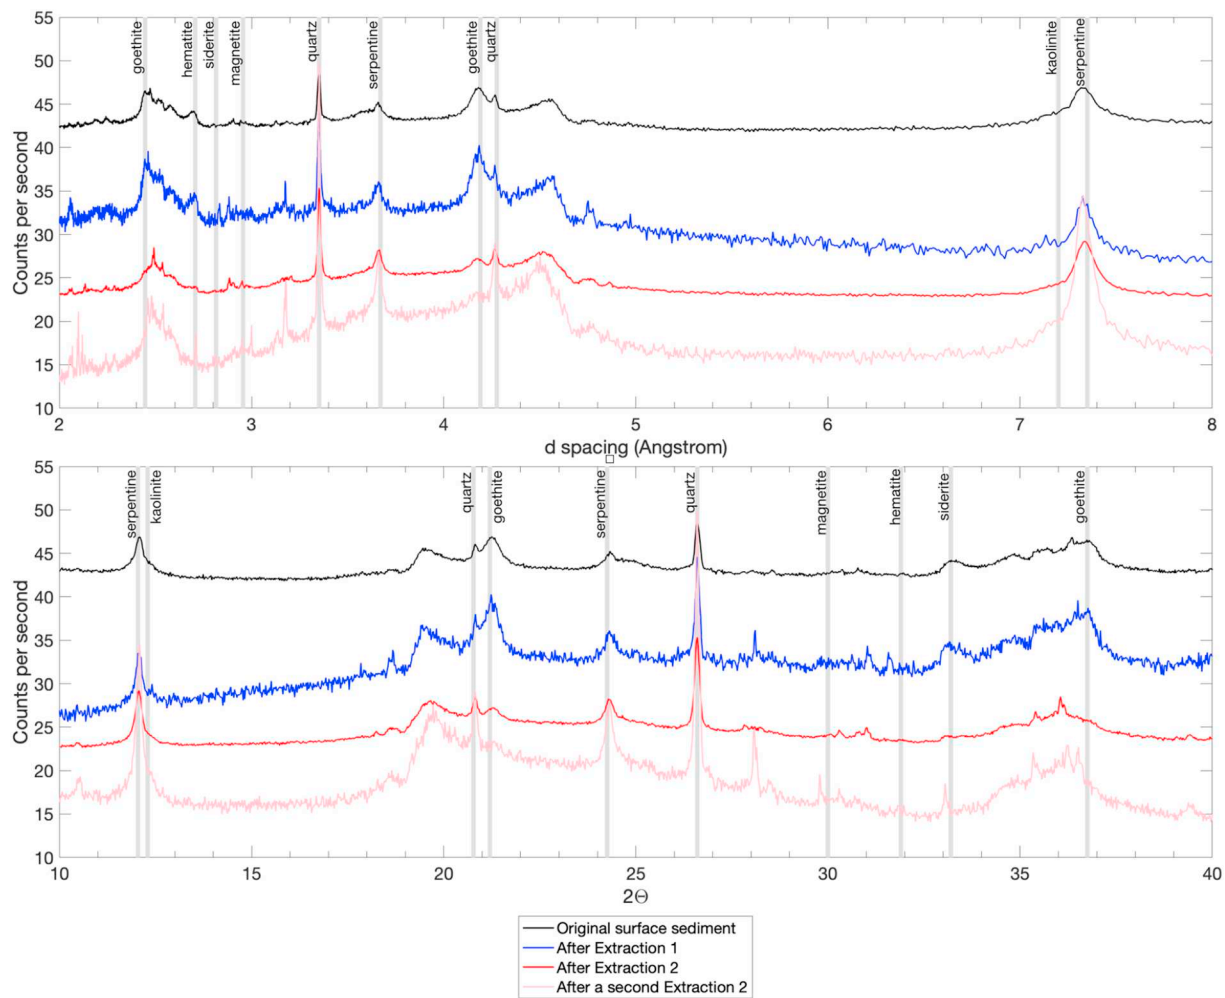 55
50
45
40
35
30
25
20
15
10
Counts per second
goethite
hematite
siderite
magnetite
quartz
serpentine
goethite
quartz
kaolinite
serpentine
2 3 4 5 6 7 8
d spacing (Angstrom)
55
50
45
40
35
30
25
20
15
10
Counts per second
serpentine
kaolinite
quartz
goethite
serpentine
quartz
magnetite
hematite
siderite
goethite
10 15 20 25 30 35 40
2Θ
Original surface sediment
After Extraction 1
After Extraction 2
After a second Extraction 2